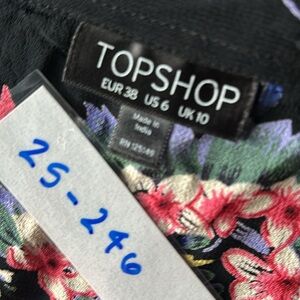 TOPSHOP
EUR 38 US 6 UK 10
Made in
India
25-246